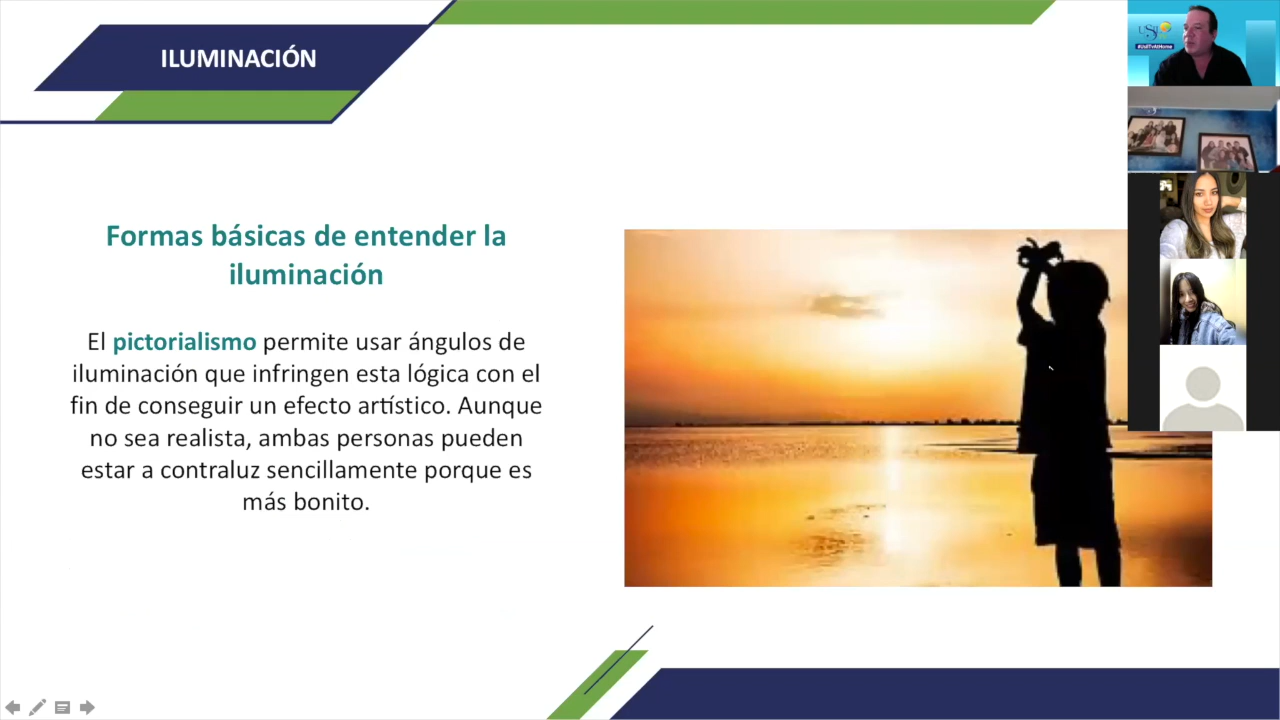 ILUMINACIÓN
Formas básicas de entender la
iluminación
El pictorialismo permite usar ángulos de
iluminación que infringen esta lógica con el
fin de conseguir un efecto artístico. Aunque
no sea realista, ambas personas pueden
estar a contraluz sencillamente porque es
más bonito.
#UsilTvAtHome